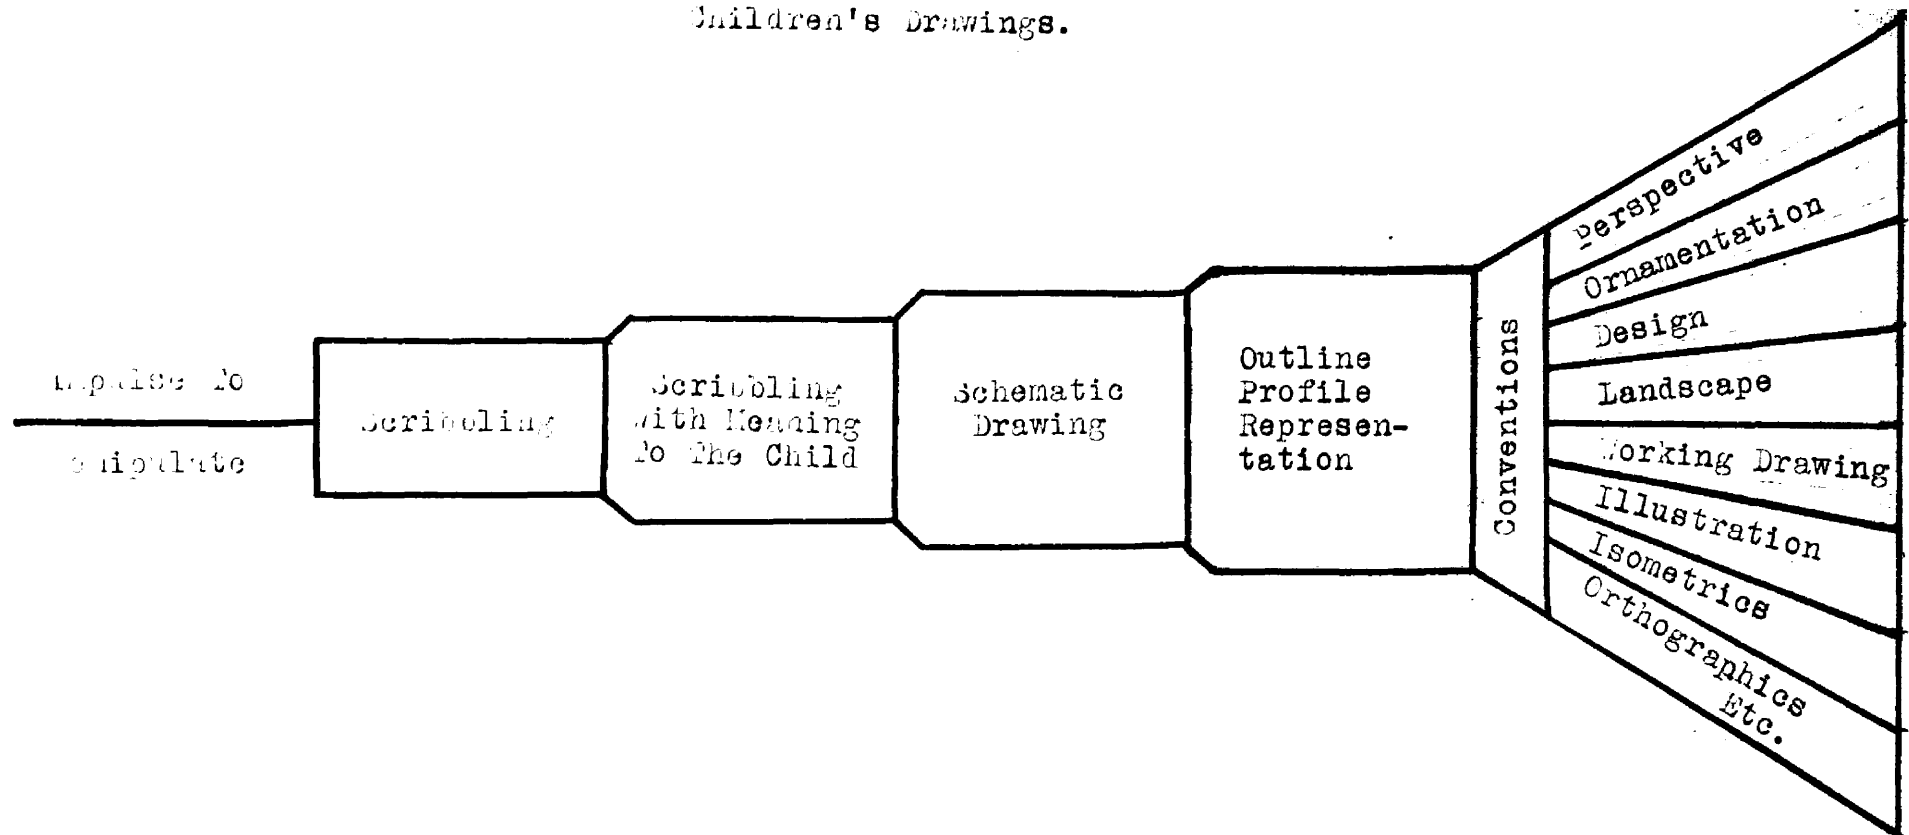 Children's Drawings.
Impulse To
Manipulate
Scribbling
Scribbling
With Meaning
To The Child
Schematic
Drawing
Outline
Profile
Represen-
tation
Conventions
Perspective
Ornamentation
Design
Landscape
Working Drawing
Illustration
Isometrics
Orthographics
Etc.